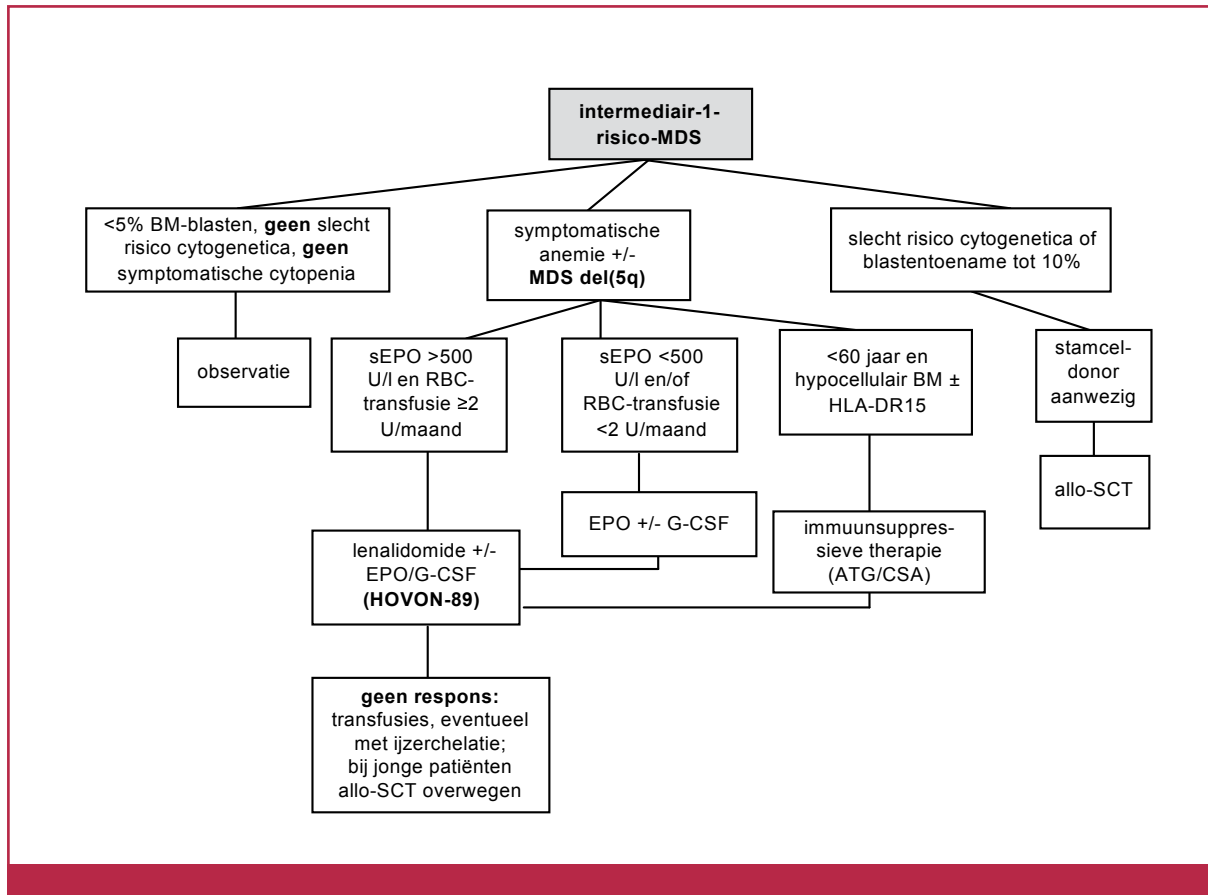 intermediair-1-
risico-MDS
<5% BM-blasten, geen slecht
risico cytogenetica, geen
symptomatische cytopenia
symptomatische
anemie +/-
MDS del(5q)
slecht risico cytogenetica of
blastentoename tot 10%
observatie
sEPO >500
U/l en RBC-
transfusie ≥2
U/maand
sEPO <500
U/l en/of
RBC-transfusie
<2 U/maand
<60 jaar en
hypocellulair BM ±
HLA-DR15
stamcel-
donor
aanwezig
lenalidomide +/-
EPO/G-CSF
(HOVON-89)
EPO +/- G-CSF
immuunsuppres-
sieve therapie
(ATG/CSA)
allo-SCT
geen respons:
transfusies, eventueel
met ijzerchelatie;
bij jonge patiënten
allo-SCT overwegen